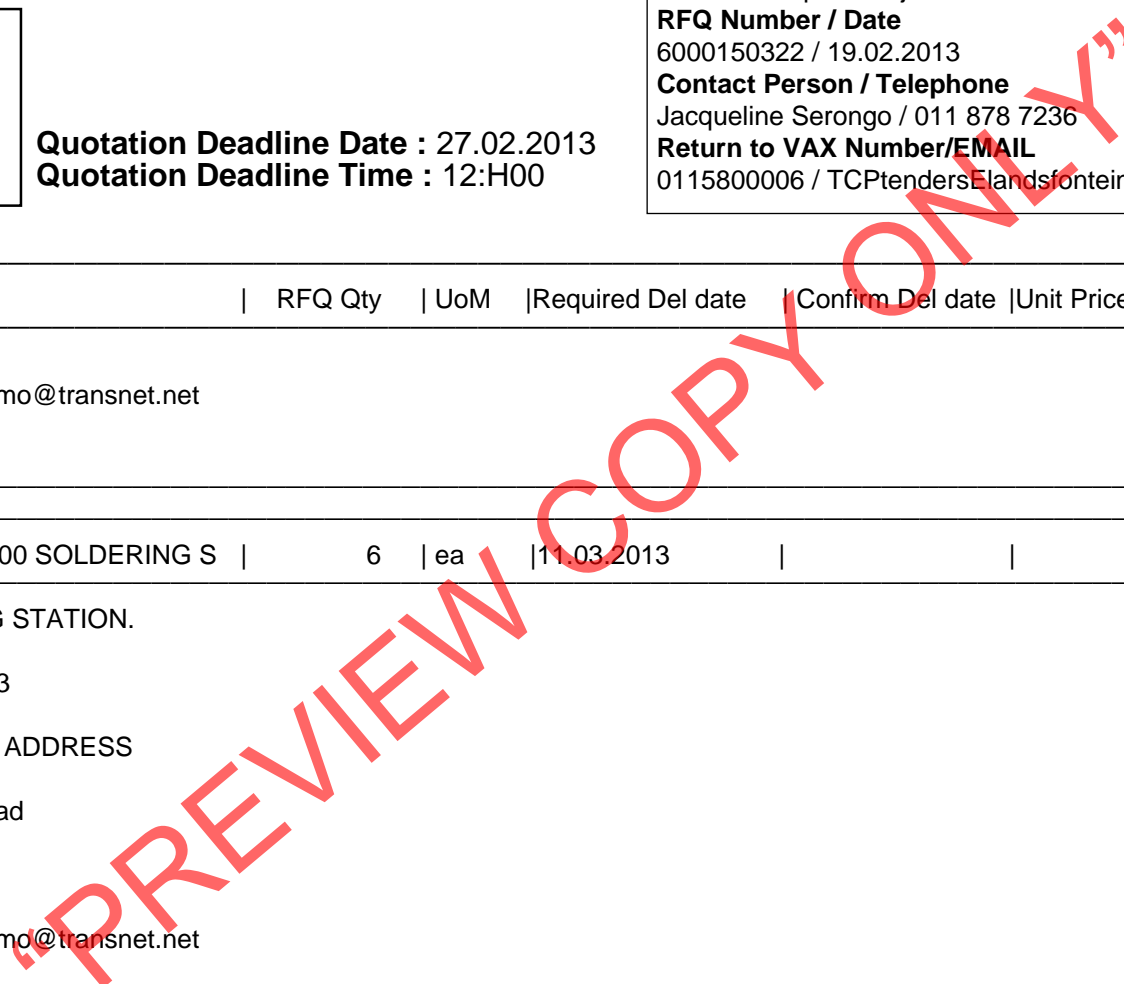 RFQ Number / Date
6000150322 / 19.02.2013
Contact Person / Telephone
Jacqueline Serongo / 011 878 7236
Return to VAX Number/EMAIL
0115800006 / TCPtendersElandsfontein
Quotation Deadline Date : 27.02.2013
Quotation Deadline Time : 12:H00
| RFQ Qty | UoM |Required Del date | Confirm Del date |Unit Price
mo@transnet.net
00 SOLDERING S | 6 | ea |11.03.2013 | |
G STATION.
3
ADDRESS
ad
mo@transnet.net
“PREVIEW COPY ONLY”